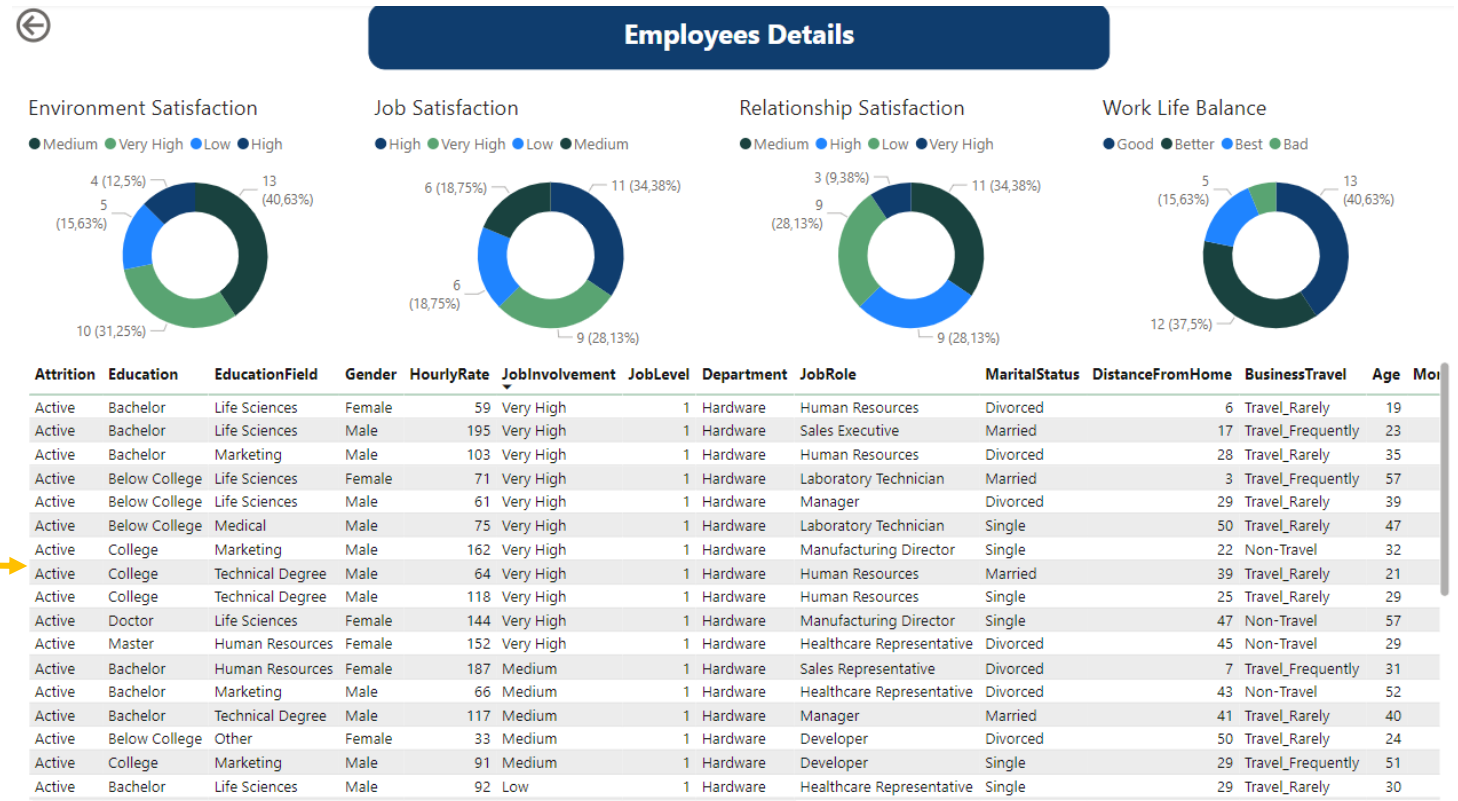 Employees Details
Environment Satisfaction
Medium Very High Low High
4 (12,5%)
13
(40,63%)
5
(15,63%)
10 (31,25%)
Job Satisfaction
High Very High Low Medium
6 (18,75%)
11 (34,38%)
6
(18,75%)
9 (28,13%)
Relationship Satisfaction
Medium High Low Very High
3 (9,38%)
11 (34,38%)
9
(28,13%)
9 (28,13%)
Work Life Balance
Good Better Best Bad
5
(15,63%)
13
(40,63%)
12 (37,5%)
Attrition Education EducationField Gender HourlyRate JobInvolvement JobLevel Department JobRole MaritalStatus DistanceFromHome BusinessTravel Age Mo
Active Bachelor Life Sciences Female 59 Very High 1 Hardware Human Resources Divorced 6 Travel_Rarely 19
Active Bachelor Life Sciences Male 195 Very High 1 Hardware Sales Executive Married 17 Travel_Frequently 23
Active Bachelor Marketing Male 103 Very High 1 Hardware Human Resources Divorced 28 Travel_Rarely 35
Active Below College Life Sciences Female 71 Very High 1 Hardware Laboratory Technician Married 3 Travel_Frequently 57
Active Below College Life Sciences Male 61 Very High 1 Hardware Manager Divorced 29 Travel_Rarely 39
Active Below College Medical Male 75 Very High 1 Hardware Laboratory Technician Single 50 Travel_Rarely 47
Active College Marketing Male 162 Very High 1 Hardware Manufacturing Director Single 22 Non-Travel 32
Active College Technical Degree Male 64 Very High 1 Hardware Human Resources Married 39 Travel_Rarely 21
Active College Technical Degree Male 118 Very High 1 Hardware Human Resources Single 25 Travel_Rarely 29
Active Doctor Life Sciences Female 144 Very High 1 Hardware Manufacturing Director Single 47 Non-Travel 57
Active Master Human Resources Female 152 Very High 1 Hardware Healthcare Representative Divorced 45 Non-Travel 29
Active Bachelor Human Resources Female 187 Medium 1 Hardware Sales Representative Divorced 7 Travel_Frequently 31
Active Bachelor Marketing Male 66 Medium 1 Hardware Healthcare Representative Divorced 43 Non-Travel 52
Active Bachelor Technical Degree Male 117 Medium 1 Hardware Manager Married 41 Travel_Rarely 40
Active Below College Other Female 33 Medium 1 Hardware Developer Divorced 50 Travel_Rarely 24
Active College Marketing Male 91 Medium 1 Hardware Developer Single 29 Travel_Frequently 51
Active Bachelor Life Sciences Male 92 Low 1 Hardware Healthcare Representative Single 29 Travel_Rarely 30